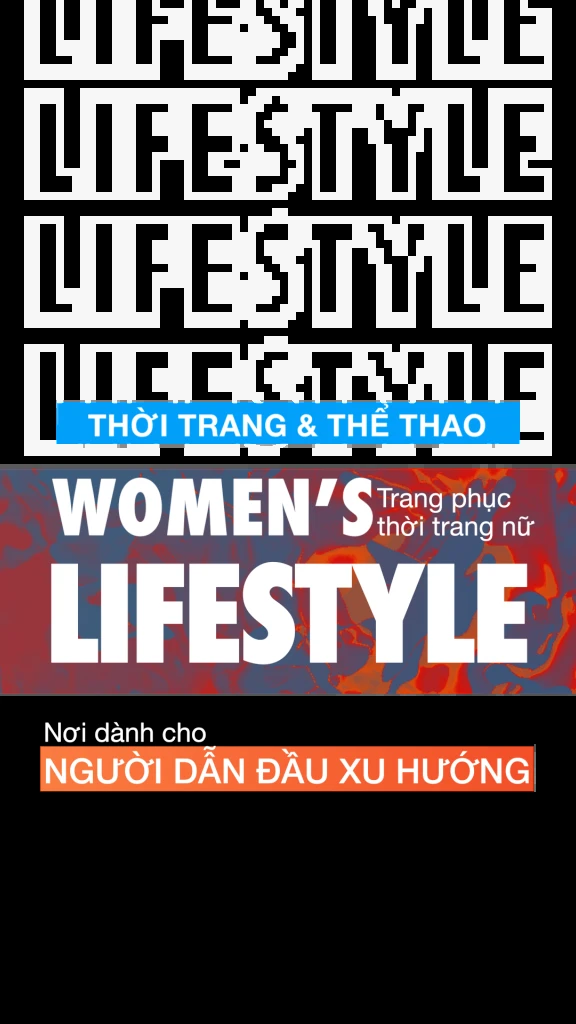 LIFESTYLE
LIFESTYLE
LIFESTYLE
LIFESTYLE
THỜI TRANG & THỂ THAO
WOMEN'S
Trang phục
thời trang nữ
LIFESTYLE
Nơi dành cho
NGƯỜI DẪN ĐẦU XU HƯỚNG